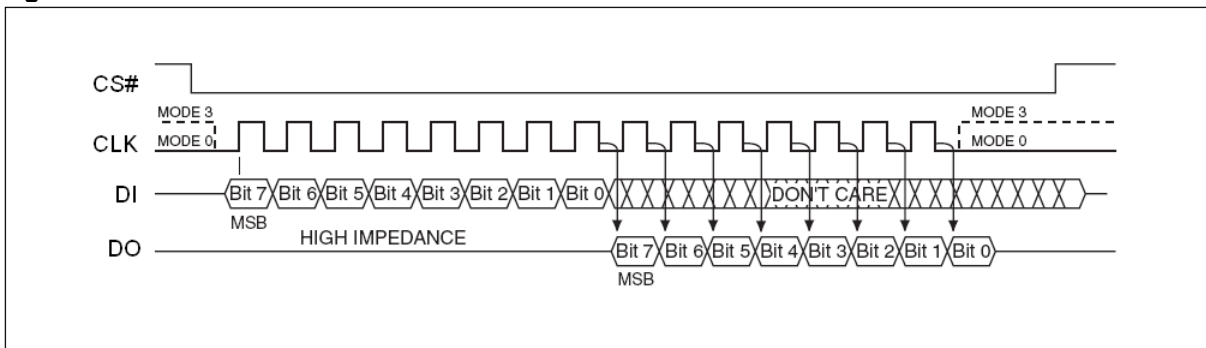 CS#
MODE 3 MODE 3
CLK MODE 0 MODE 0
DI Bit 7 Bit 6 Bit 5 Bit 4 Bit 3 Bit 2 Bit 1 Bit 0 DON'T CARE
MSB
HIGH IMPEDANCE
DO Bit 7 Bit 6 Bit 5 Bit 4 Bit 3 Bit 2 Bit 1 Bit 0
MSB